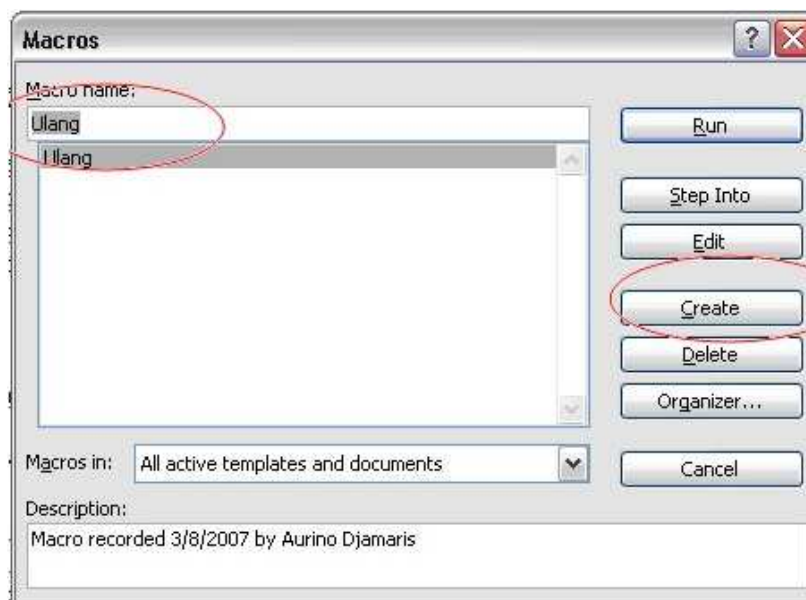 Macros
Macro name:
Ulang
Ulang
Run
Step Into
Edit
Create
Delete
Organizer...
Macros in: All active templates and documents
Cancel
Description:
Macro recorded 3/8/2007 by Aurino Djamaris